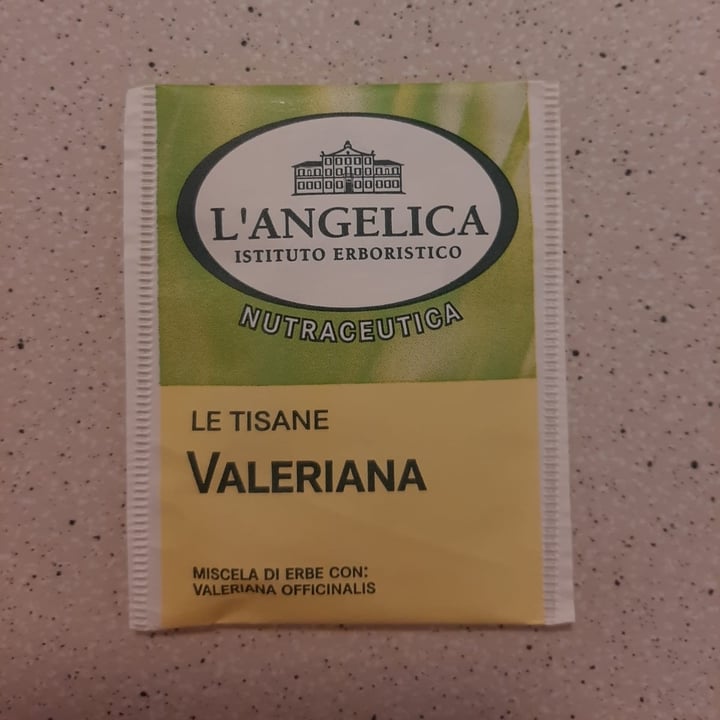 L'ANGELICA
ISTITUTO ERBORISTICO
NUTRACEUTICA
LE TISANE
VALERIANA
MISCELA DI ERBE CON:
VALERIANA OFFICINALIS